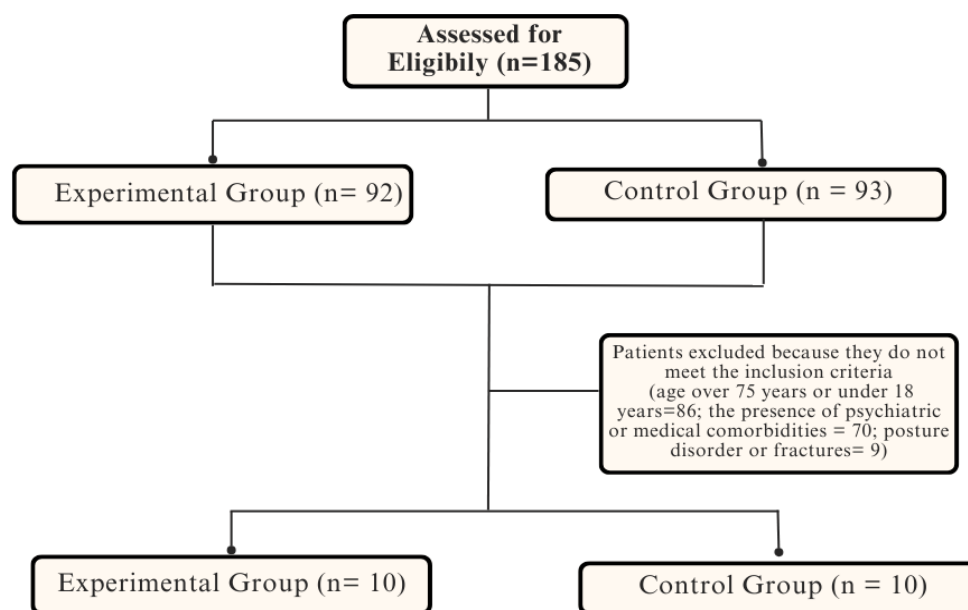 Assessed for
Eligibily (n=185)
Experimental Group (n= 92)
Control Group (n = 93)
Patients excluded because they do not
meet the inclusion criteria
(age over 75 years or under 18
years=86; the presence of psychiatric
or medical comorbidities = 70; posture
disorder or fractures= 9)
Experimental Group (n= 10)
Control Group (n = 10)